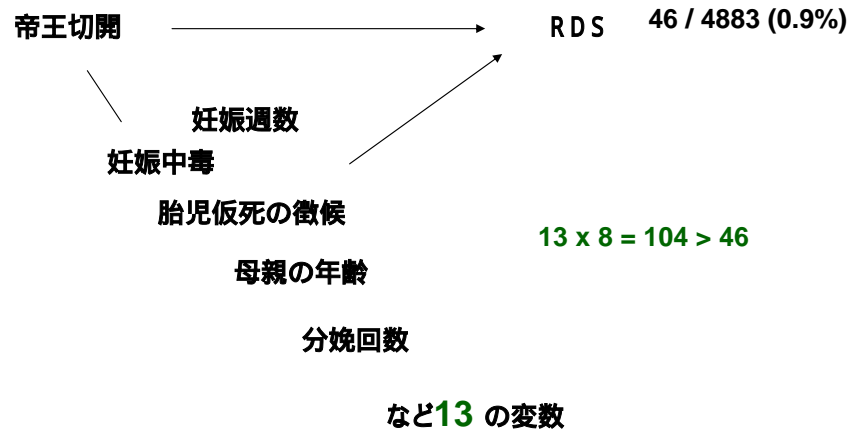 帝王切開
RDS
46 / 4883 (0.9%)
妊娠週数
妊娠中毒
胎児仮死の徴候
13 x 8 = 104 > 46
母親の年齢
分娩回数
など13 の変数